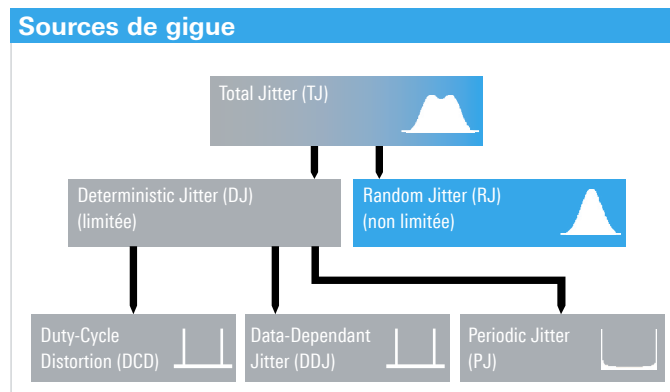 Sources de gigue
Total Jitter (TJ)
Deterministic Jitter (DJ)
(limitée)
Random Jitter (RJ)
(non limitée)
Duty-Cycle
Distortion (DCD)
Data-Dependant
Jitter (DDJ)
Periodic Jitter
(PJ)